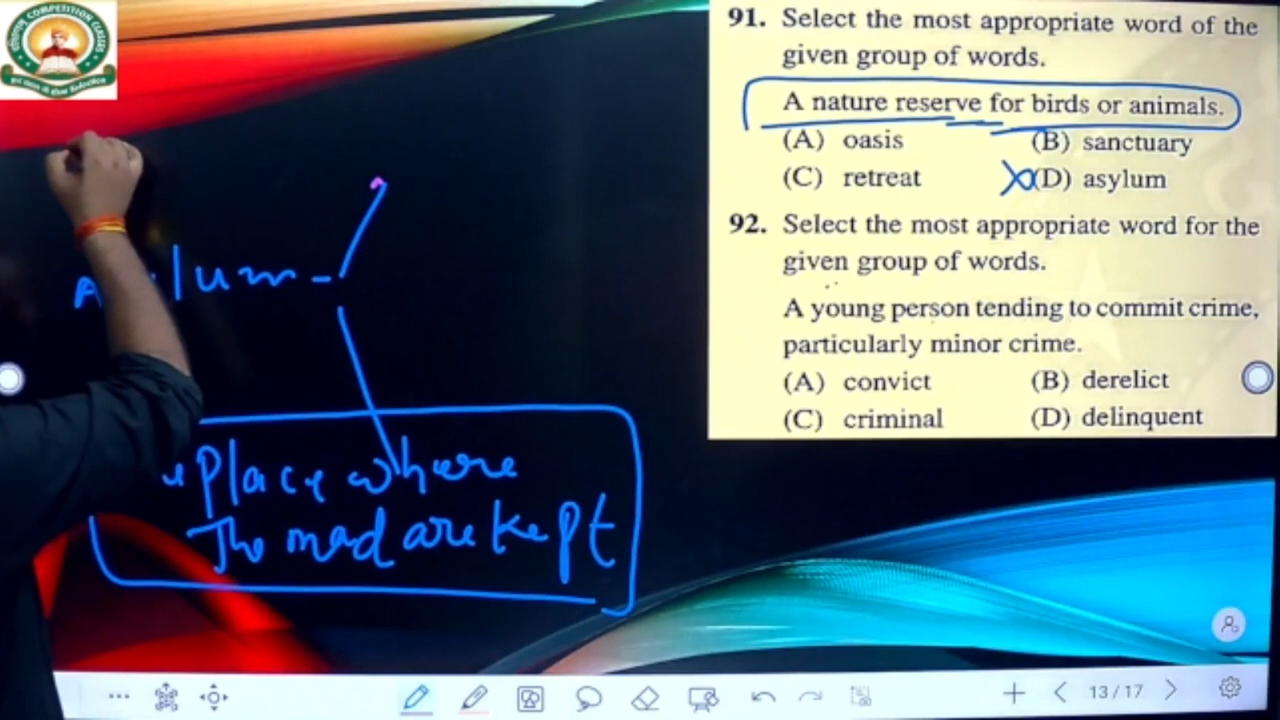 91. Select the most appropriate word of the
given group of words.
A nature reserve for birds or animals.
(A) oasis (B) sanctuary
(C) retreat (D) asylum
92. Select the most appropriate word for the
given group of words.
A young person tending to commit crime,
particularly minor crime.
(A) convict (B) derelict
(C) criminal (D) delinquent
lum -
Place where
The mad are kept
13/17